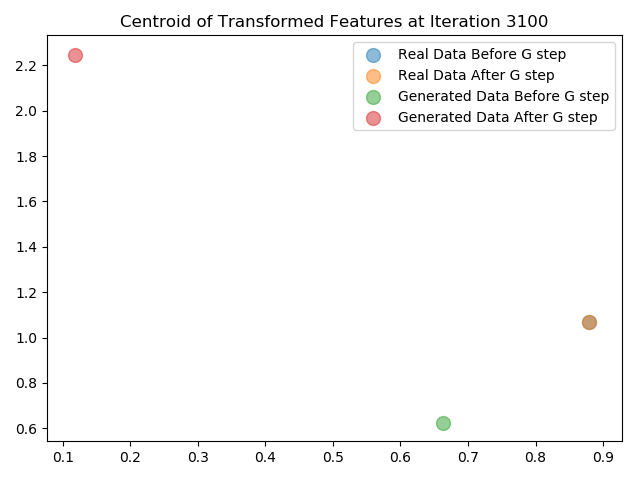 Centroid of Transformed Features at Iteration 3100
Real Data Before G step
Real Data After G step
Generated Data Before G step
Generated Data After G step
2.2
2.0
1.8
1.6
1.4
1.2
1.0
0.8
0.6
0.1 0.2 0.3 0.4 0.5 0.6 0.7 0.8 0.9